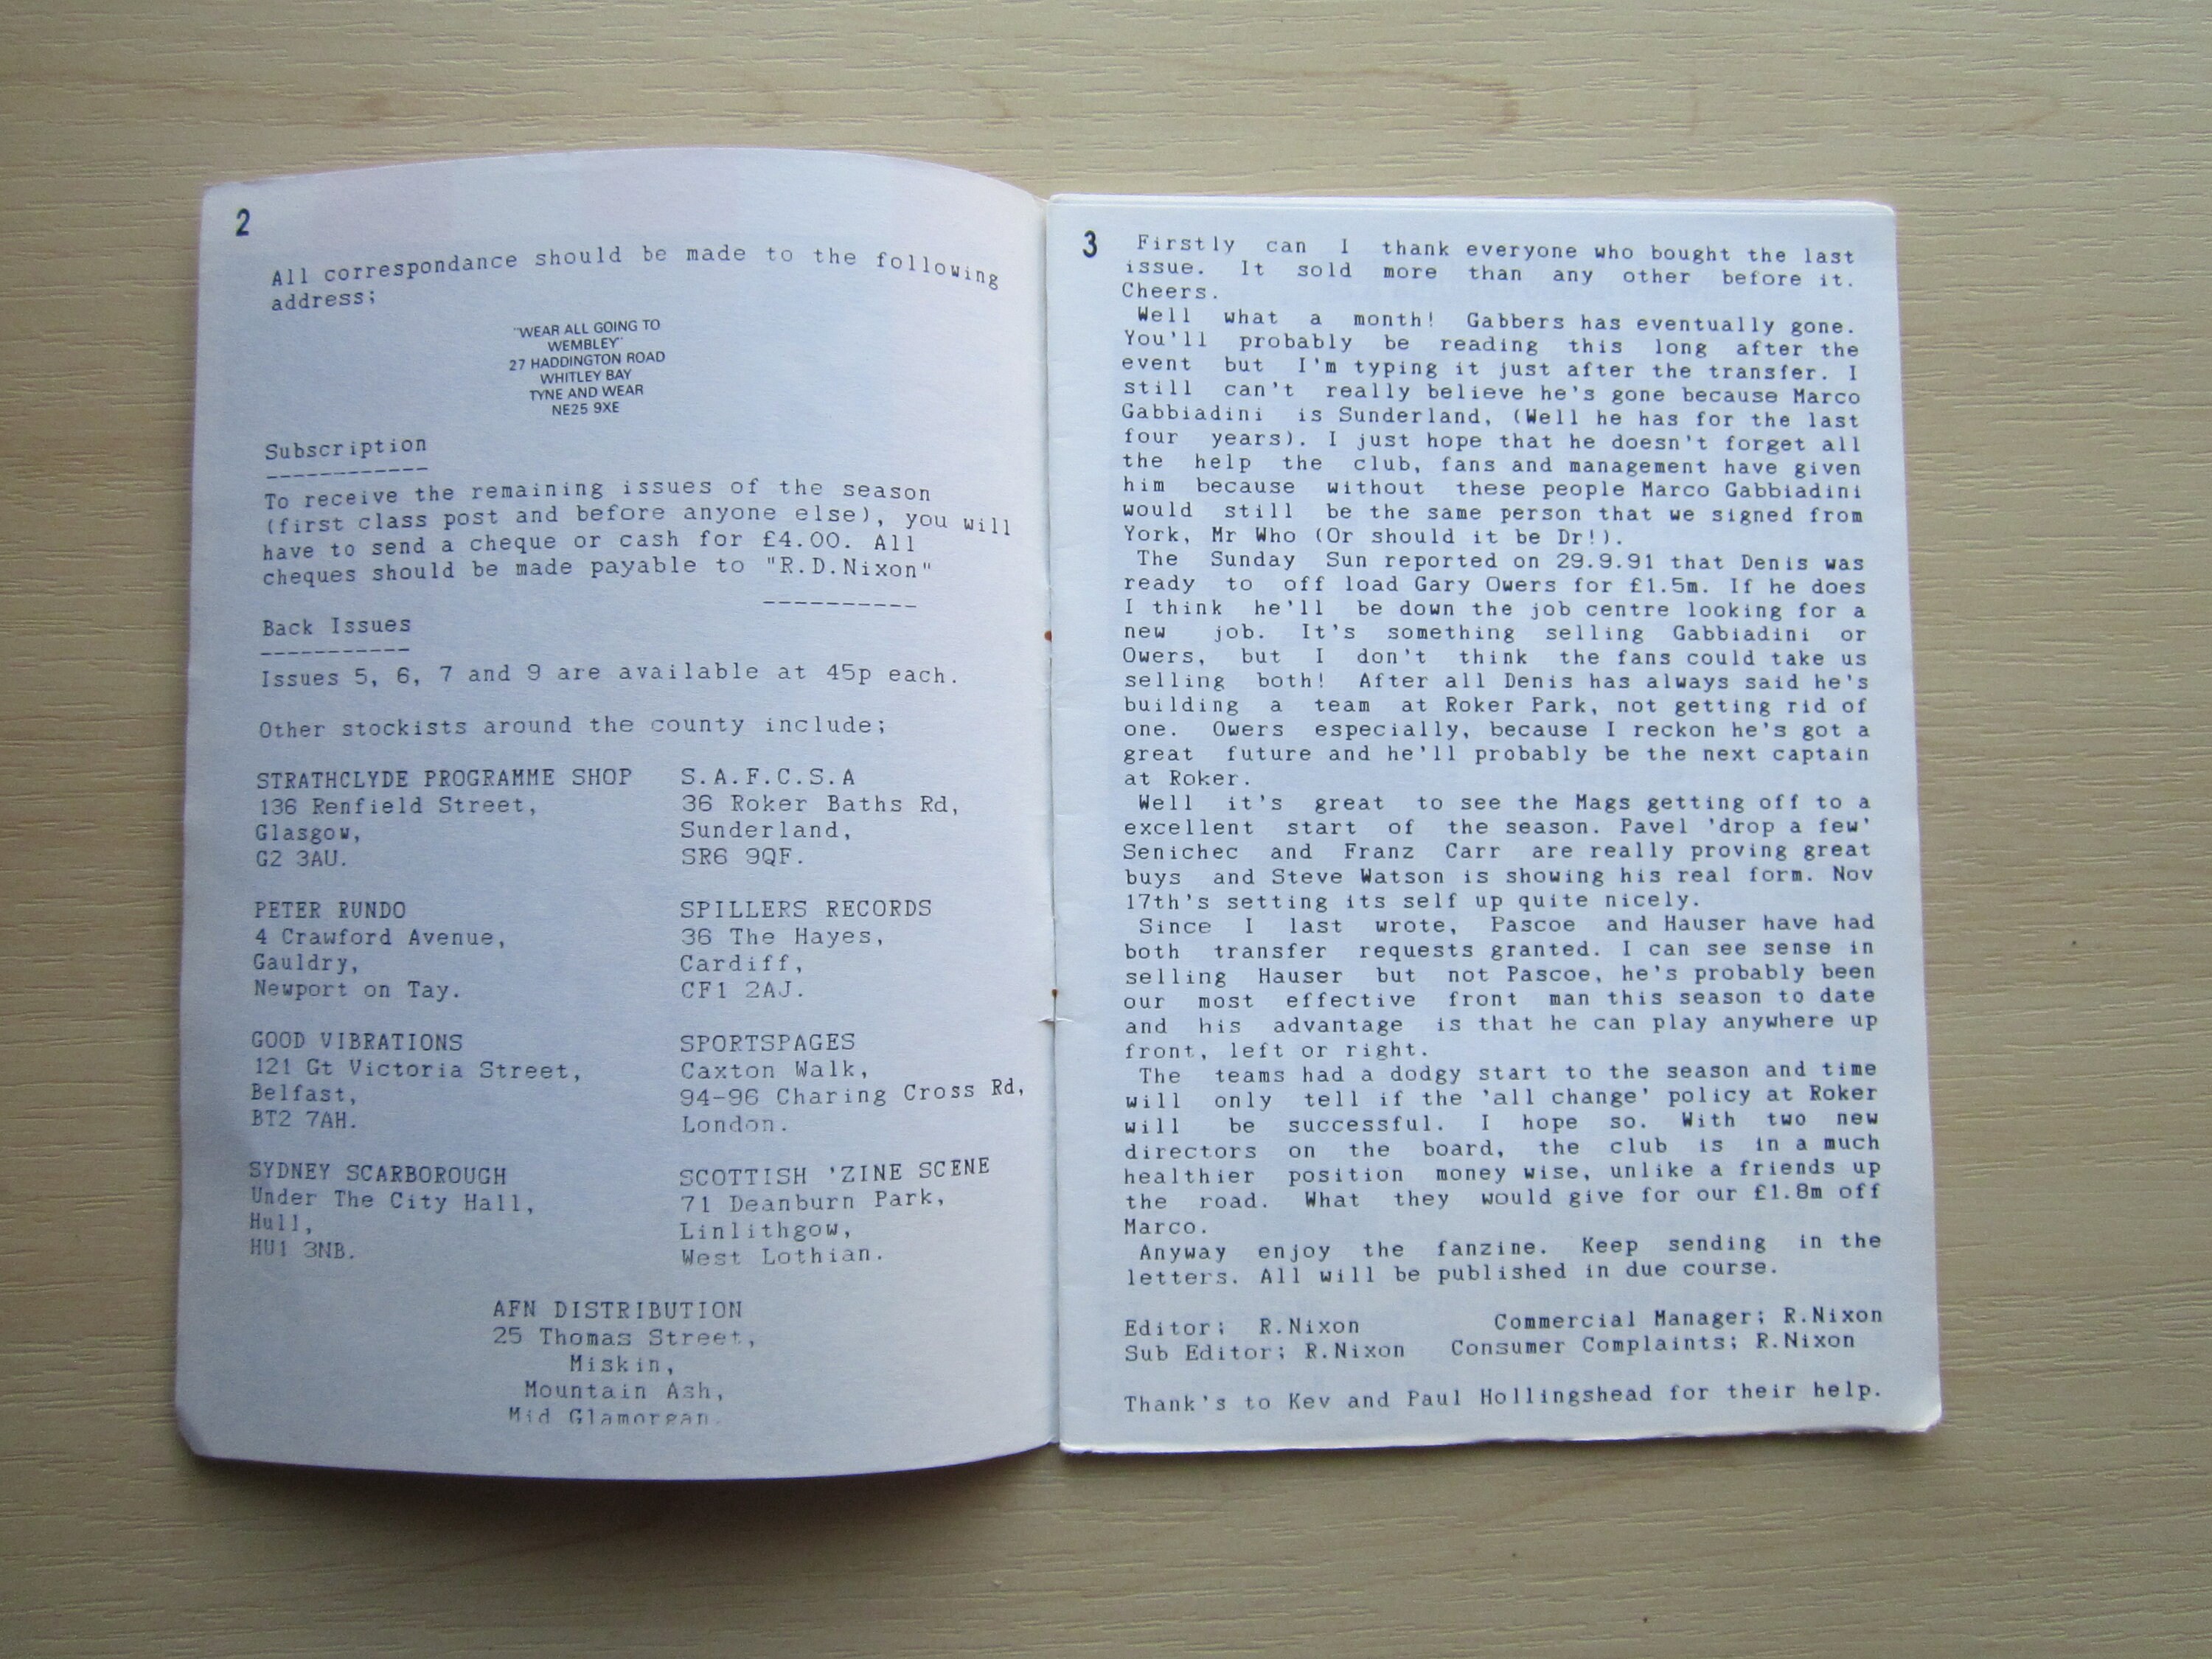 2
All correspondance should be made to the following
address;
"WEAR ALL GOING TO
WEMBLEY"
27 HADDINGTON ROAD
WHITLEY BAY
TYNE AND WEAR
NE25 9XE
Subscription
------------
To receive the remaining issues of the season
(first class post and before anyone else), you will
have to send a cheque or cash for £4.00. All
cheques should be made payable to "R.D.Nixon"
----------
Back Issues
-----------
Issues 5, 6, 7 and 9 are available at 45p each.
Other stockists around the county include;
STRATHCLYDE PROGRAMME SHOP
136 Renfield Street,
Glasgow,
G2 3AU.
S.A.F.C.S.A
36 Roker Baths Rd,
Sunderland,
SR6 9QF.
PETER RUNDO
4 Crawford Avenue,
Gauldry,
Newport on Tay.
SPILLERS RECORDS
36 The Hayes,
Cardiff,
CF1 2AJ.
GOOD VIBRATIONS
121 Gt Victoria Street,
Belfast,
BT2 7AH.
SPORTSPAGES
Caxton Walk,
94-96 Charing Cross Rd,
London.
SYDNEY SCARBOROUGH
Under The City Hall,
Hull,
HU1 3NB.
SCOTTISH 'ZINE SCENE
71 Deanburn Park,
Linlithgow,
West Lothian.
AFN DISTRIBUTION
25 Thomas Street,
Miskin,
Mountain Ash,
Mid Glamorgan.
3
Firstly can I thank everyone who bought the last
issue. It sold more than any other before it.
Cheers.
Well what a month! Gabbers has eventually gone.
You'll probably be reading this long after the
event but I'm typing it just after the transfer. I
still can't really believe he's gone because Marco
Gabbiadini is Sunderland, (Well he has for the last
four years). I just hope that he doesn't forget all
the help the club, fans and management have given
him because without these people Marco Gabbiadini
would still be the same person that we signed from
York, Mr Who (Or should it be Dr!).
The Sunday Sun reported on 29.9.91 that Denis was
ready to off load Gary Owers for £1.5m. If he does
I think he'll be down the job centre looking for a
new job. It's something selling Gabbiadini or
Owers, but I don't think the fans could take us
selling both! After all Denis has always said he's
building a team at Roker Park, not getting rid of
one. Owers especially, because I reckon he's got a
great future and he'll probably be the next captain
at Roker.
Well it's great to see the Mags getting off to a
excellent start of the season. Pavel 'drop a few'
Senichec and Franz Carr are really proving great
buys and Steve Watson is showing his real form. Nov
17th's setting its self up quite nicely.
Since I last wrote, Pascoe and Hauser have had
both transfer requests granted. I can see sense in
selling Hauser but not Pascoe, he's probably been
our most effective front man this season to date
and his advantage is that he can play anywhere up
front, left or right.
The teams had a dodgy start to the season and time
will only tell if the 'all change' policy at Roker
will be successful. I hope so. With two new
directors on the board, the club is in a much
healthier position money wise, unlike a friends up
the road. What they would give for our £1.8m off
Marco.
Anyway enjoy the fanzine. Keep sending in the
letters. All will be published in due course.
Editor; R.Nixon Commercial Manager; R.Nixon
Sub Editor; R.Nixon Consumer Complaints; R.Nixon
Thank's to Kev and Paul Hollingshead for their help.